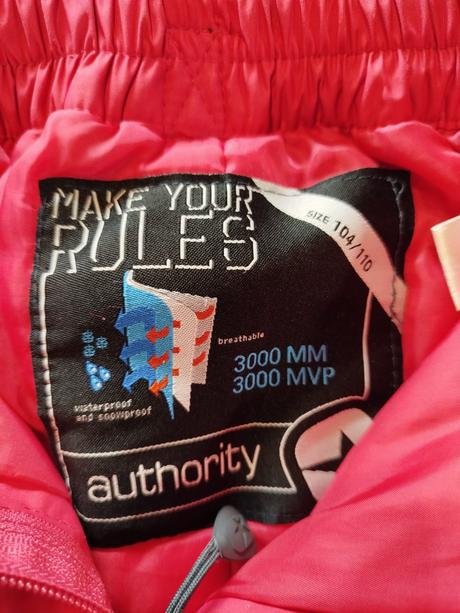 MAKE YOUR
RULES
SIZE 104/110
breathable
3000 MM
3000 MVP
waterproof
and snowproof
authority